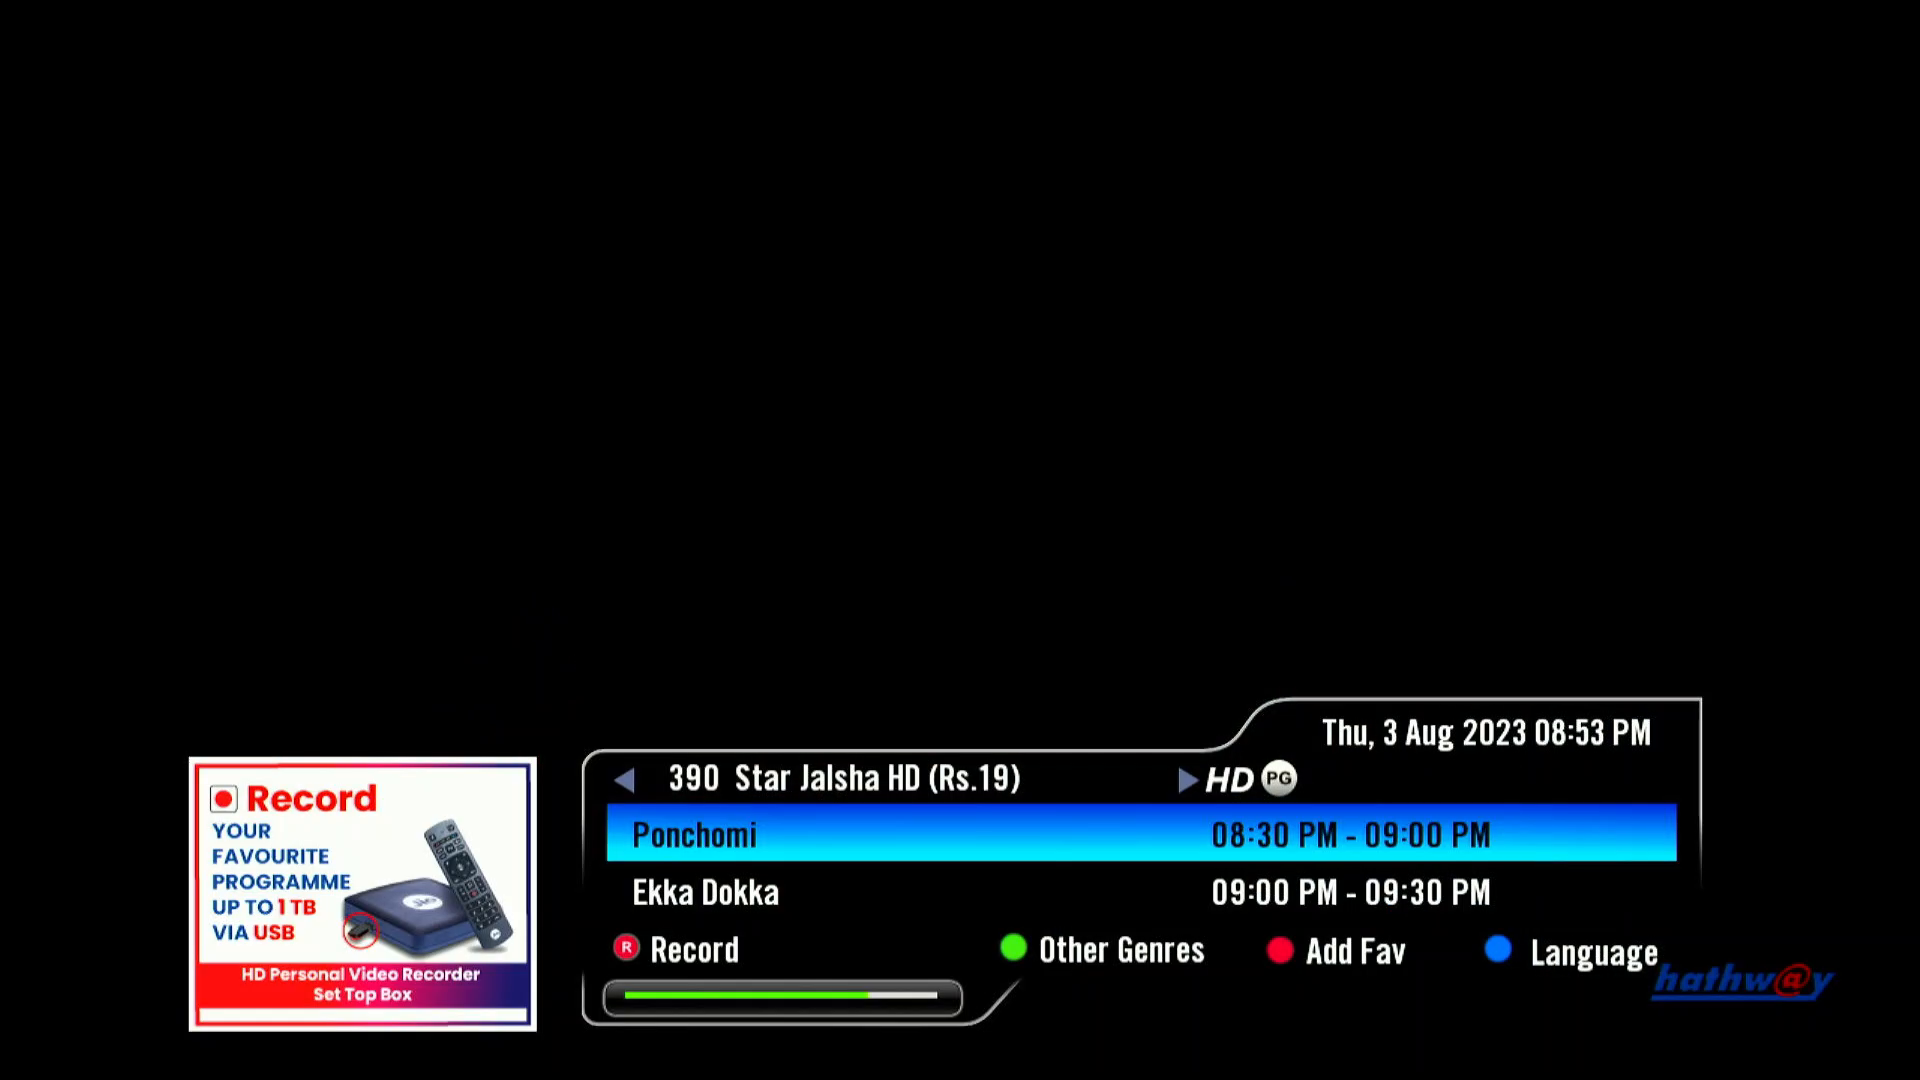 Thu, 3 Aug 2023 08:53 PM
390 Star Jalsha HD (Rs.19)
HD PG
Ponchomi 08:30 PM - 09:00 PM
Ekka Dokka 09:00 PM - 09:30 PM
R Record Other Genres Add Fav Language
hathw@y
Record
YOUR
FAVOURITE
PROGRAMME
UP TO 1 TB
VIA USB
Jio
HD Personal Video Recorder
Set Top Box